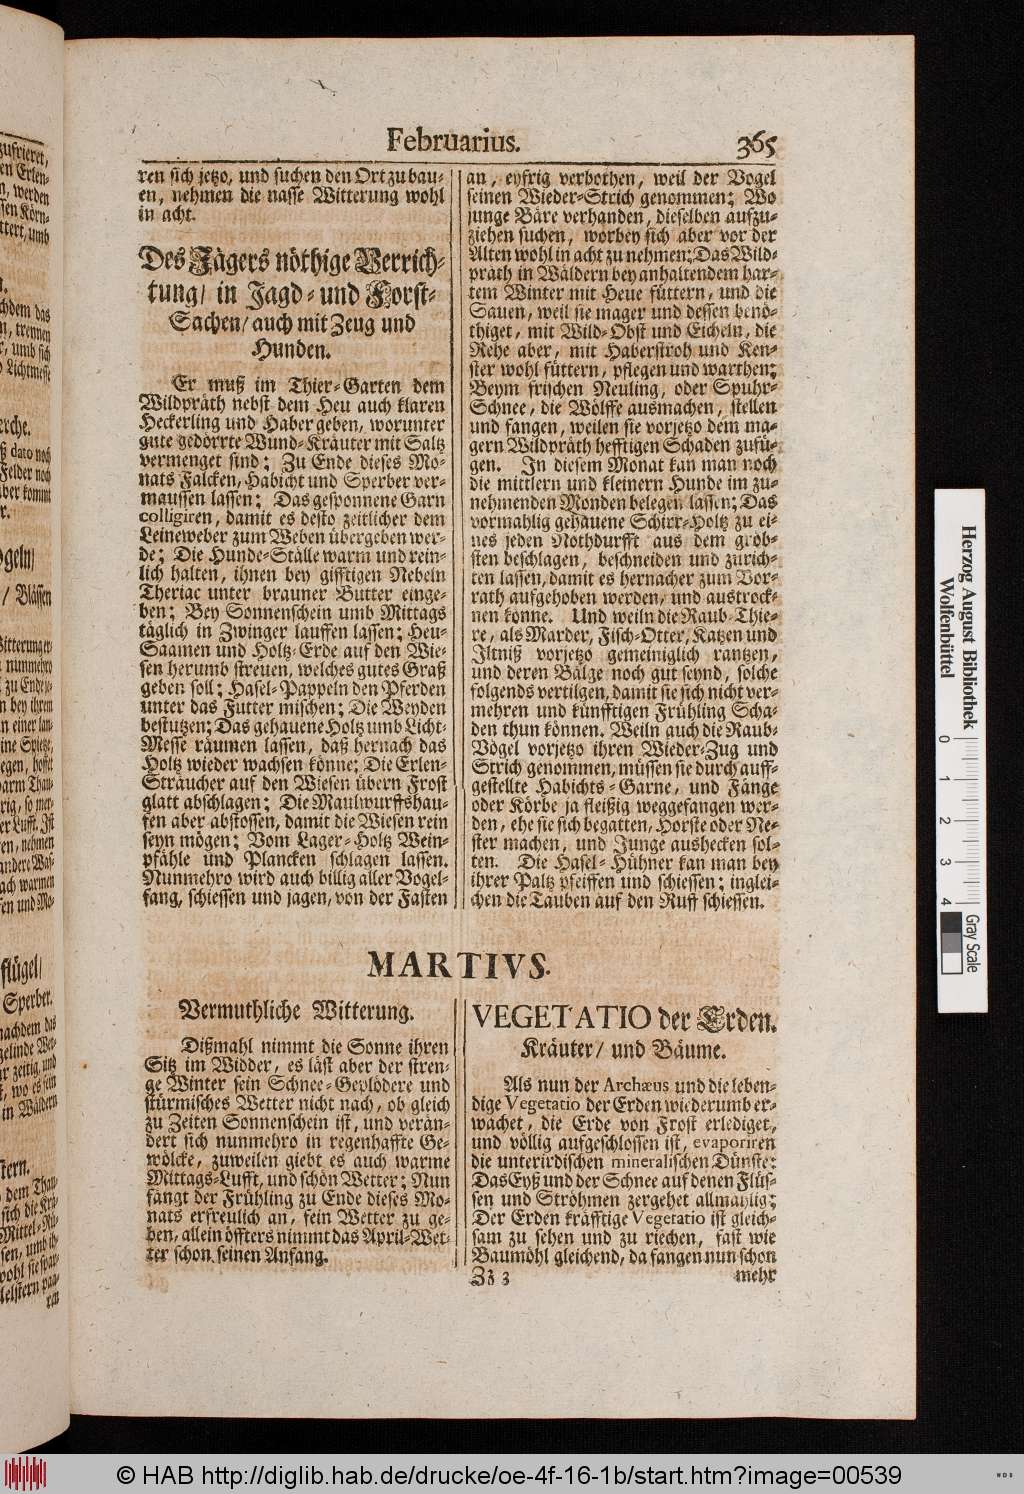 Februarius. 365
ren sich jetzo, und suchen den Ort zu bau-
en, nehmen die nasse Witterung wohl
in acht.
Des Jägers nöthige Verrich-
tung/ in Jagd- und Forst-
Sachen/ auch mit Zeug und
Hunden.
Er muß im Thier-Garten dem
Wildpräth nebst dem Heu auch klaren
Heckerling und Haber geben, worunter
gute gedörrte Wund-Kräuter mit Saltz
vermenget sind; Zu Ende dieses Mo-
nats Falcken, Habicht und Sperber ver-
maussen lassen; Das gesponnene Garn
colligiren, damit es desto zeitlicher dem
Leineweber zum Weben übergeben wer-
de; Die Hunde-Ställe warm und rein-
lich halten, ihnen bey gifftigen Nebeln
Theriac unter brauner Butter einge-
ben; Bey Sonnenschein umb Mittags
täglich in Zwinger lauffen lassen; Heu-
Saamen und Holtz-Erde auf den Wie-
sen herumb streuen, welches gutes Graß
geben soll; Hasel-Pappeln den Pferden
unter das Futter mischen; Die Weyden
bestutzen; Das gehauene Holtz umb Licht-
Messe räumen lassen, daß hernach das
Holtz wieder wachsen könne; Die Erlen-
Sträucher auf den Wiesen übern Frost
glatt abschlagen; Die Maulwurffshau-
fen aber abstossen, damit die Wiesen rein
seyn mögen; Vom Lager-Holtz Wein-
pfähle und Plancken schlagen lassen.
Nunmehro wird auch billig aller Vogel-
fang, schiessen und jagen, von der Fasten
an, eyfrig verbothen, weil der Vogel
seinen Wieder-Strich genommen; Wo
junge Bäre verhanden, dieselben aufzu-
ziehen suchen, worbey sich aber vor der
Alten wohl in acht zu nehmen; Das Wild-
präth in Wäldern bey anhaltendem har-
tem Winter mit Heue füttern, und die
Sauen, weil sie mager und dessen benö-
thiget, mit Wild-Obst und Eicheln, die
Rehe aber, mit Haberstroh und Ken-
ster wohl füttern, pflegen und warthen;
Beym frischen Neuling, oder Spuhr-
Schnee, die Wölffe ausmachen, stellen
und fangen, weilen sie vorjetzo dem ma-
gern Wildpräth hefftigen Schaden zufü-
gen. In diesem Monat kan man noch
die mittlern und kleinern Hunde im zu-
nehmenden Monden belegen lassen; Das
vormahlig gehauene Schirr-Holtz zu ei-
nes jeden Nothdurfft aus dem gröb-
sten beschlagen, beschneiden und zurich-
ten lassen, damit es hernacher zum Vor-
rath aufgehoben werden, und austrock-
nen könne. Und weiln die Raub-Thie-
re, als Marder, Fisch-Otter, Katzen und
Iltniß vorjetzo gemeiniglich rantzen,
und deren Bälge noch gut seynd, solche
folgends vertilgen, damit sie sich nicht ver-
mehren und künfftigen Frühling Scha-
den thun können. Weiln auch die Raub-
Vögel vorjetzo ihren Wieder-Zug und
Strich genommen, müssen sie durch auff-
gestellte Habichts-Garne, und Fänge
oder Körbe ja fleißig weggefangen wer-
den, ehe sie sich begatten, Horste oder Ne-
ster machen, und Junge aushecken sol-
ten. Die Hasel-Hühner kan man bey
ihrer Paltz pfeiffen und schiessen; inglei-
chen die Tauben auf den Ruff schiessen.
MARTIVS.
Vermuthliche Witterung.
Dißmahl nimmt die Sonne ihren
Sitz im Widder, es läst aber der stren-
ge Winter sein Schnee-Geplödere und
stürmisches Wetter nicht nach, ob gleich
zu Zeiten Sonnenschein ist, und verän-
dert sich nunmehro in regenhaffte Ge-
wölcke, zuweilen giebt es auch warme
Mittags-Lufft, und schön Wetter; Nun
fängt der Frühling zu Ende dieses Mo-
nats erfreulich an, fein Wetter zu ge-
ben, allein öffters nimmt das April-Wet-
ter schon seinen Anfang.
VEGETATIO der Erden.
Kräuter/ und Bäume.
Als nun der Archæus und die leben-
dige Vegetatio der Erden wiederumb er-
wachet, die Erde von Frost erlediget,
und völlig aufgeschlossen ist, evaporiren
die unterirdischen mineralischen Dünste;
Das Eyß und der Schnee auf denen Flüs-
sen und Ströhmen zergehet allmahlig;
Der Erden kräfftige Vegetatio ist gleich-
sam zu sehen und zu riechen, fast wie
Baumöhl gleichend, da fangen nun schon
Zz 3 mehr
Herzog August Bibliothek
Wolfenbüttel
0 1 2 3 4
Gray Scale
© HAB http://diglib.hab.de/drucke/oe-4f-16-1b/start.htm?image=00539